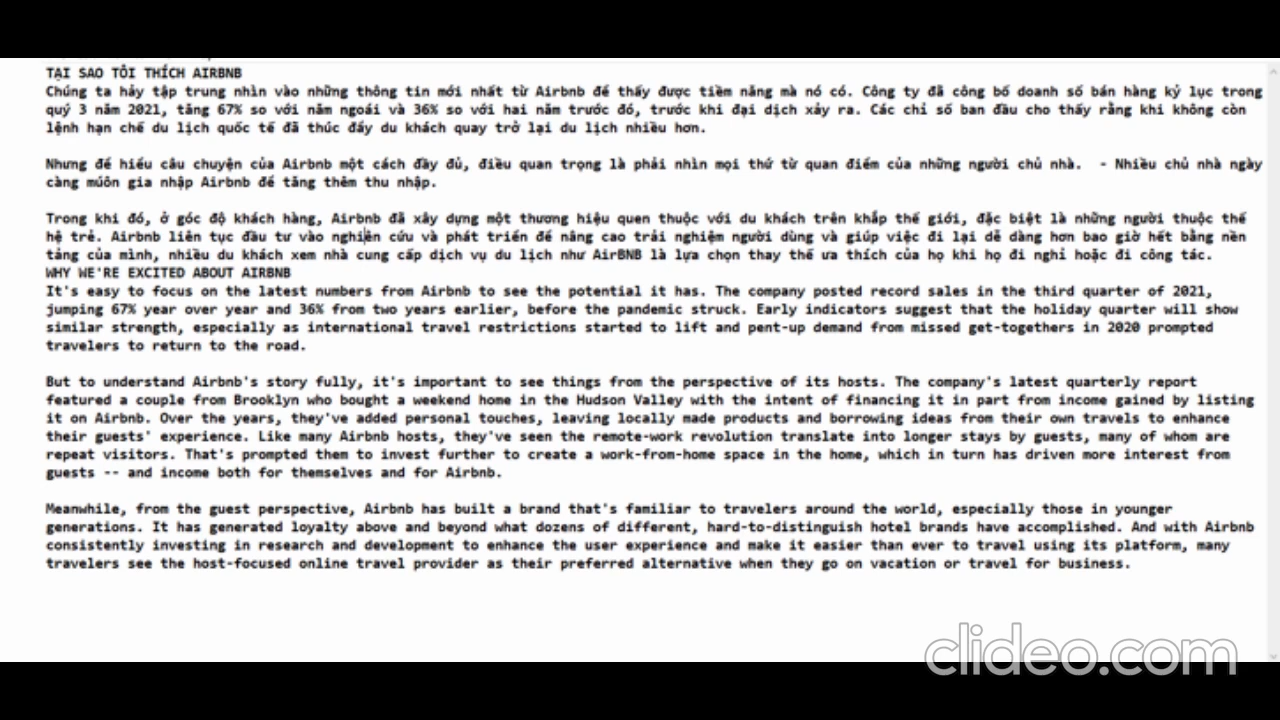 TẠI SAO TÔI THÍCH AIRBNB
Chúng ta hãy tập trung nhìn vào những thông tin mới nhất từ Airbnb để thấy được tiềm năng mà nó có. Công ty đã công bố doanh số bán hàng kỷ lục trong
quý 3 năm 2021, tăng 67% so với năm ngoái và 36% so với hai năm trước đó, trước khi đại dịch xảy ra. Các chỉ số ban đầu cho thấy rằng khi không còn
lệnh hạn chế du lịch quốc tế đã thúc đẩy du khách quay trở lại du lịch nhiều hơn.
Nhưng để hiểu câu chuyện của Airbnb một cách đầy đủ, điều quan trọng là phải nhìn mọi thứ từ quan điểm của những người chủ nhà.  - Nhiều chủ nhà ngày
càng múôn gia nhập Airbnb để tăng thêm thu nhập.
Trong khi đó, ở góc độ khách hàng, Airbnb đã xây dựng một thương hiệu quen thuộc với du khách trên khắp thế giới, đặc biệt là những người thuộc thế
hệ trẻ. Airbnb liên tục đầu tư vào nghiên cứu và phát triển để nâng cao trải nghiệm người dùng và giúp việc đi lại dễ dàng hơn bao giờ hết bằng nền
tảng của mình, nhiều du khách xem nhà cung cấp dịch vụ du lịch như AirBNB là lựa chọn thay thế ưa thích của họ khi họ đi nghỉ hoặc đi công tác.
WHY WE'RE EXCITED ABOUT AIRBNB
It's easy to focus on the latest numbers from Airbnb to see the potential it has. The company posted record sales in the third quarter of 2021,
jumping 67% year over year and 36% from two years earlier, before the pandemic struck. Early indicators suggest that the holiday quarter will show
similar strength, especially as international travel restrictions started to lift and pent-up demand from missed get-togethers in 2020 prompted
travelers to return to the road.
But to understand Airbnb's story fully, it's important to see things from the perspective of its hosts. The company's latest quarterly report
featured a couple from Brooklyn who bought a weekend home in the Hudson Valley with the intent of financing it in part from income gained by listing
it on Airbnb. Over the years, they've added personal touches, leaving locally made products and borrowing ideas from their own travels to enhance
their guests' experience. Like many Airbnb hosts, they've seen the remote-work revolution translate into longer stays by guests, many of whom are
repeat visitors. That's prompted them to invest further to create a work-from-home space in the home, which in turn has driven more interest from
guests -- and income both for themselves and for Airbnb.
Meanwhile, from the guest perspective, Airbnb has built a brand that's familiar to travelers around the world, especially those in younger
generations. It has generated loyalty above and beyond what dozens of different, hard-to-distinguish hotel brands have accomplished. And with Airbnb
consistently investing in research and development to enhance the user experience and make it easier than ever to travel using its platform, many
travelers see the host-focused online travel provider as their preferred alternative when they go on vacation or travel for business.
clideo.com